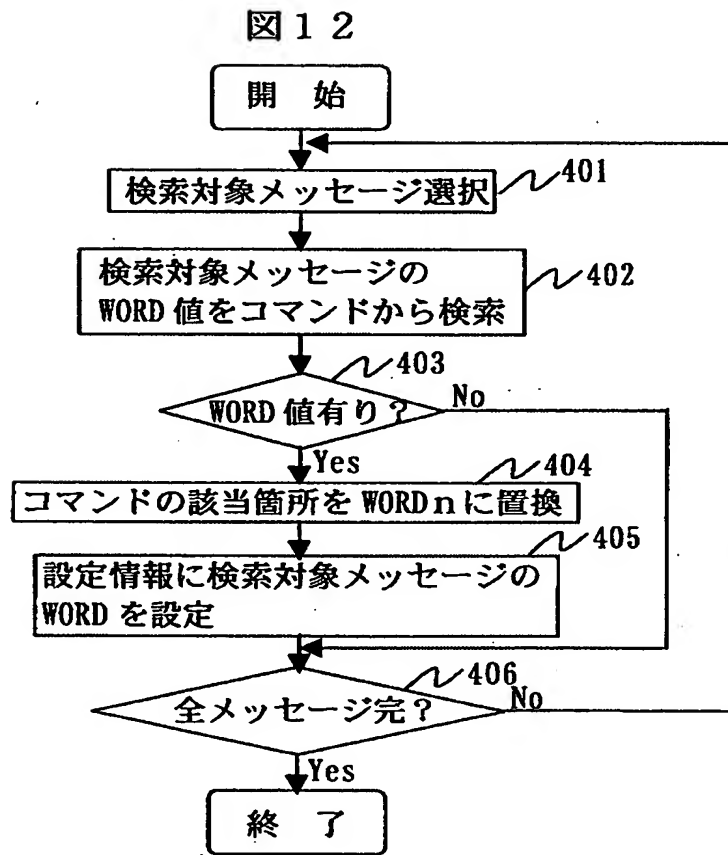 図12
開 始
検索対象メッセージ選択
401
検索対象メッセージの
WORD値をコマンドから検索
402
403
WORD値有り?
No
Yes
404
コマンドの該当箇所をWORDnに置換
405
設定情報に検索対象メッセージの
WORDを設定
406
全メッセージ完?
No
Yes
終 了